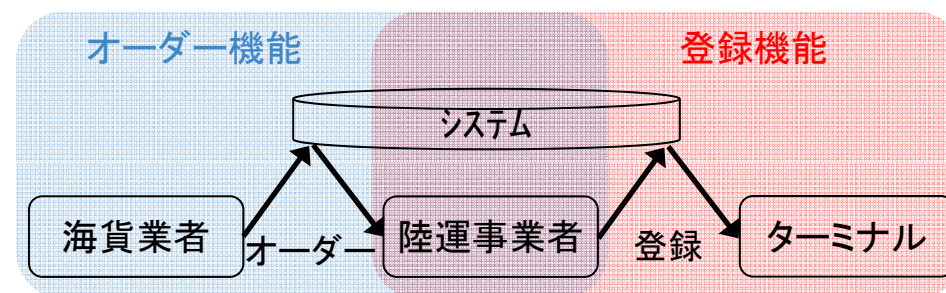 オーダー機能
登録機能
システム
海貨業者
オーダー
陸運事業者
登録
ターミナル